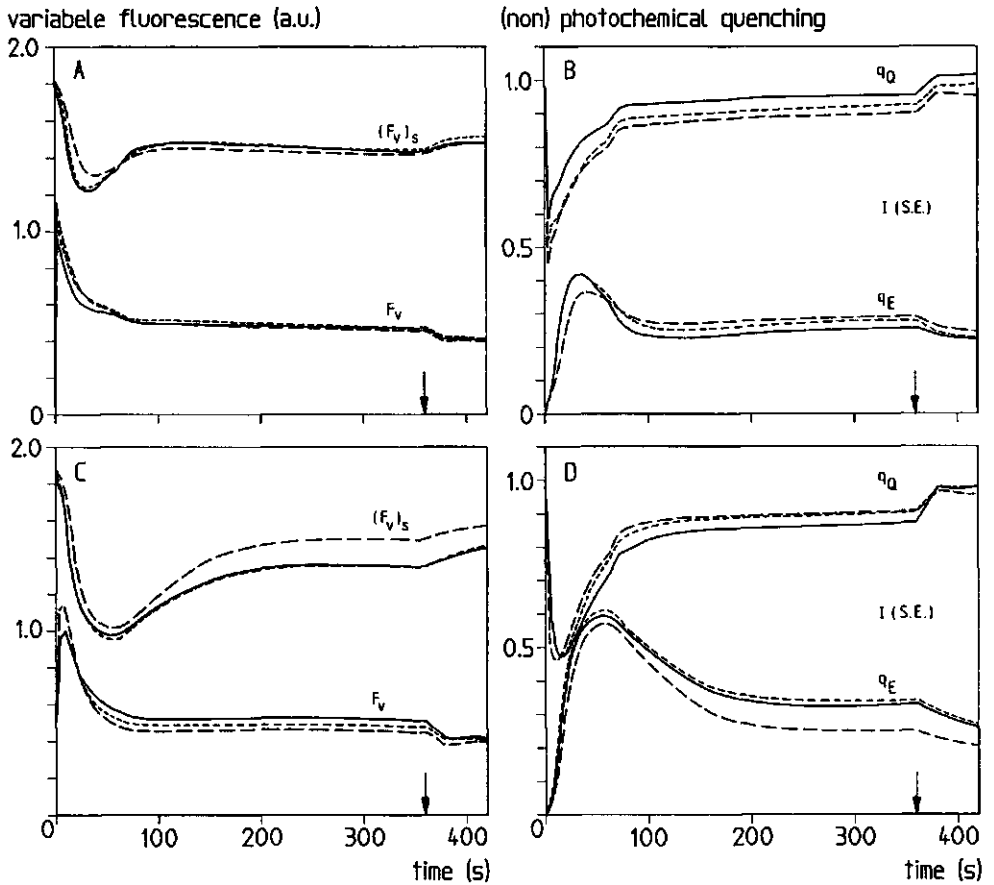 variabele fluorescence (a.u.)
(non) photochemical quenching
2.0
A
(Fv)s
1.0
Fv
0
B
1.0
qQ
I (S.E.)
0.5
qE
0
2.0
C
(Fv)s
1.0
Fv
0
0 100 200 300 400
time (s)
D
1.0
qQ
I (S.E.)
0.5
qE
0
0 100 200 300 400
time (s)